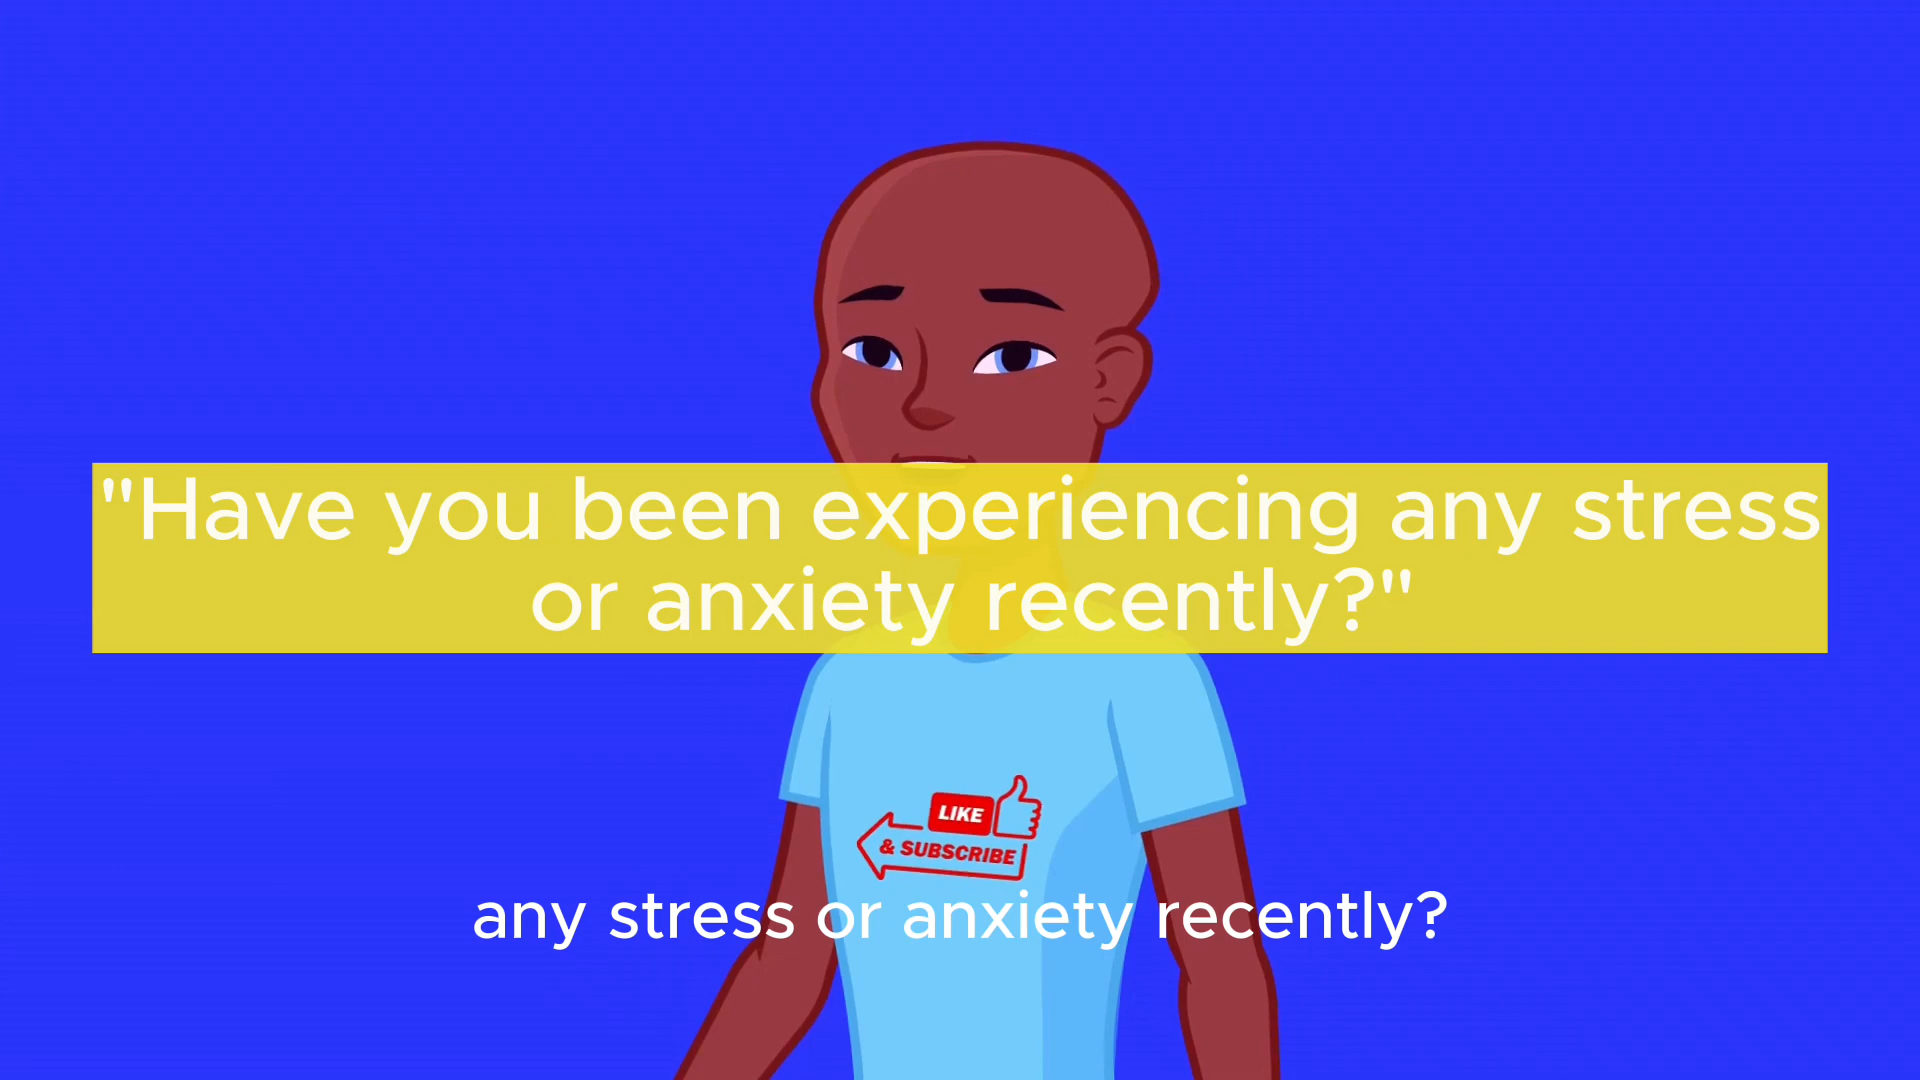 "Have you been experiencing any stress
or anxiety recently?"
LIKE
& SUBSCRIBE
any stress or anxiety recently?